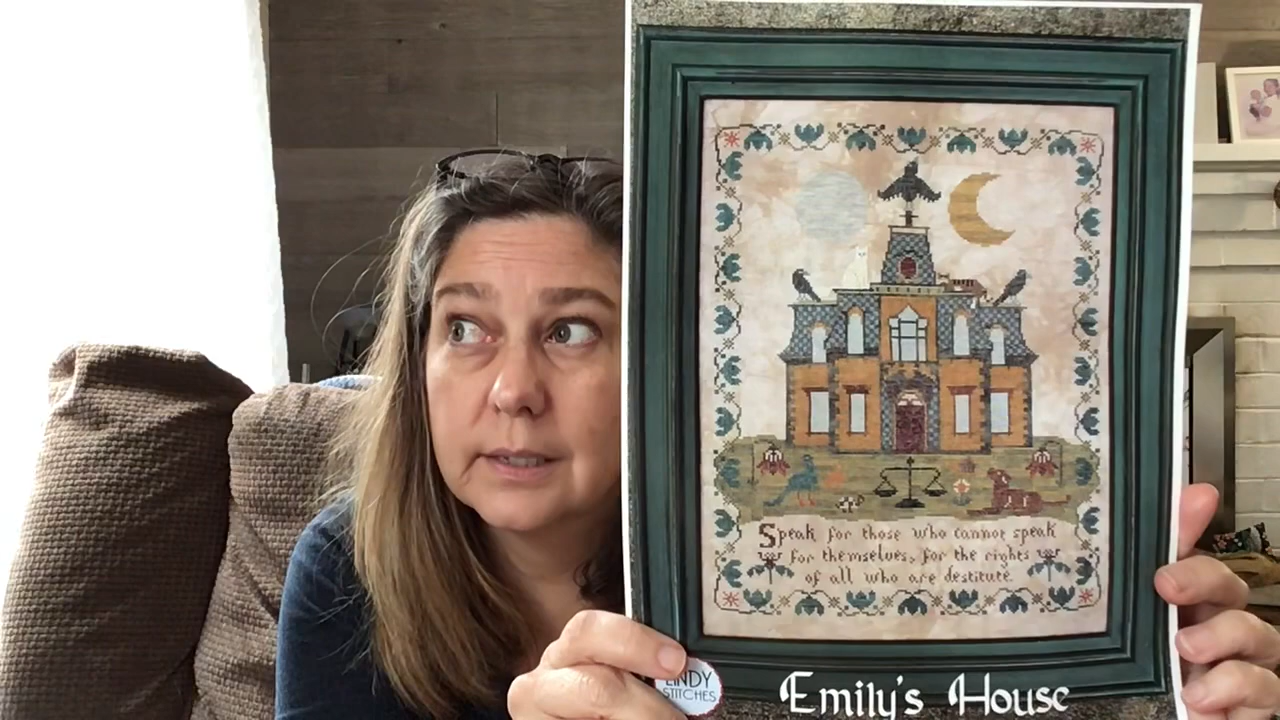 Speak for those who cannot speak
for themselves, for the rights
of all who are destitute.
LINDY
STITCHES
Emily's House